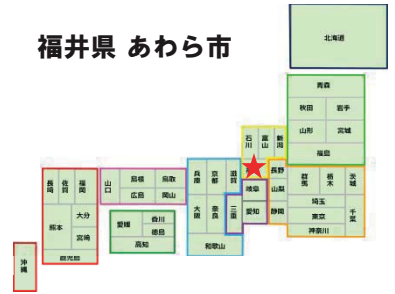 福井県 あわら市
北海道
青森
秋田 岩手
山形 宮城
福島
石川 富山 新潟
長野 群馬 栃木 茨城
岐阜 山梨
埼玉
愛知 静岡 東京 千葉
神奈川
兵庫 京都 滋賀
大阪 奈良 三重
和歌山
山口 島根 鳥取
広島 岡山
愛媛 香川
徳島
高知
長崎 佐賀 福岡
熊本 大分
宮崎
鹿児島
沖縄